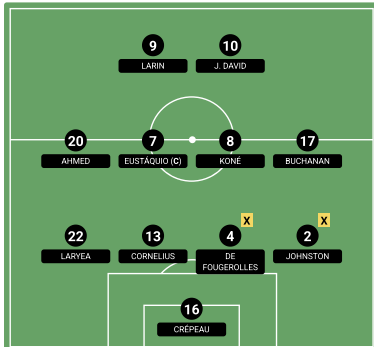 9 10
LARIN J. DAVID
20 7 8 17
AHMED EUSTÁQUIO (C) KONÉ BUCHANAN
X X
22 13 4 2
LARYEA CORNELIUS DE FOUGEROLLES JOHNSTON
16
CRÉPEAU